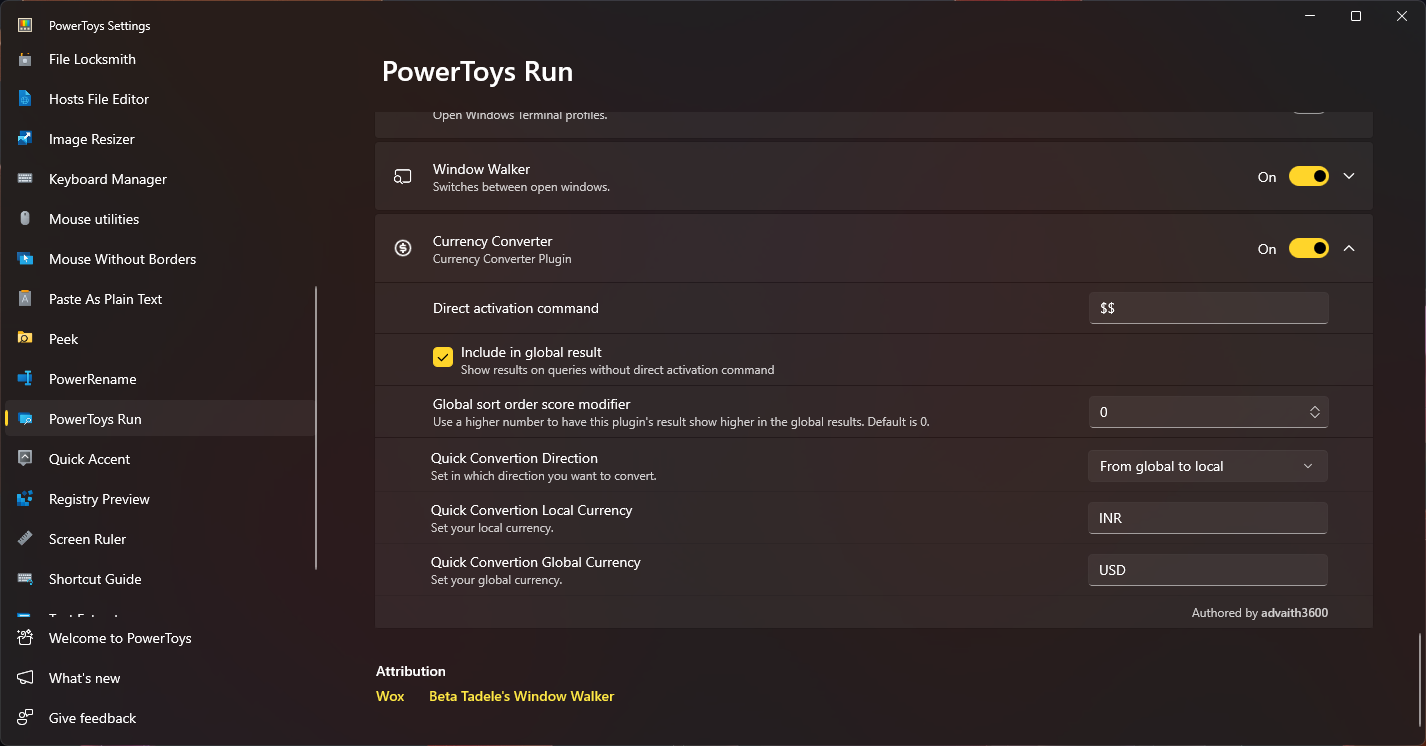 PowerToys Settings
File Locksmith
Hosts File Editor
Image Resizer
Keyboard Manager
Mouse utilities
Mouse Without Borders
Paste As Plain Text
Peek
PowerRename
PowerToys Run
Quick Accent
Registry Preview
Screen Ruler
Shortcut Guide
Welcome to PowerToys
What's new
Give feedback
PowerToys Run
Open Windows Terminal profiles.
Window Walker
Switches between open windows.
On
Currency Converter
Currency Converter Plugin
On
Direct activation command
$$
Include in global result
Show results on queries without direct activation command
Global sort order score modifier
Use a higher number to have this plugin's result show higher in the global results. Default is 0.
0
Quick Convertion Direction
Set in which direction you want to convert.
From global to local
Quick Convertion Local Currency
Set your local currency.
INR
Quick Convertion Global Currency
Set your global currency.
USD
Authored by advaith3600
Attribution
Wox Beta Tadele's Window Walker